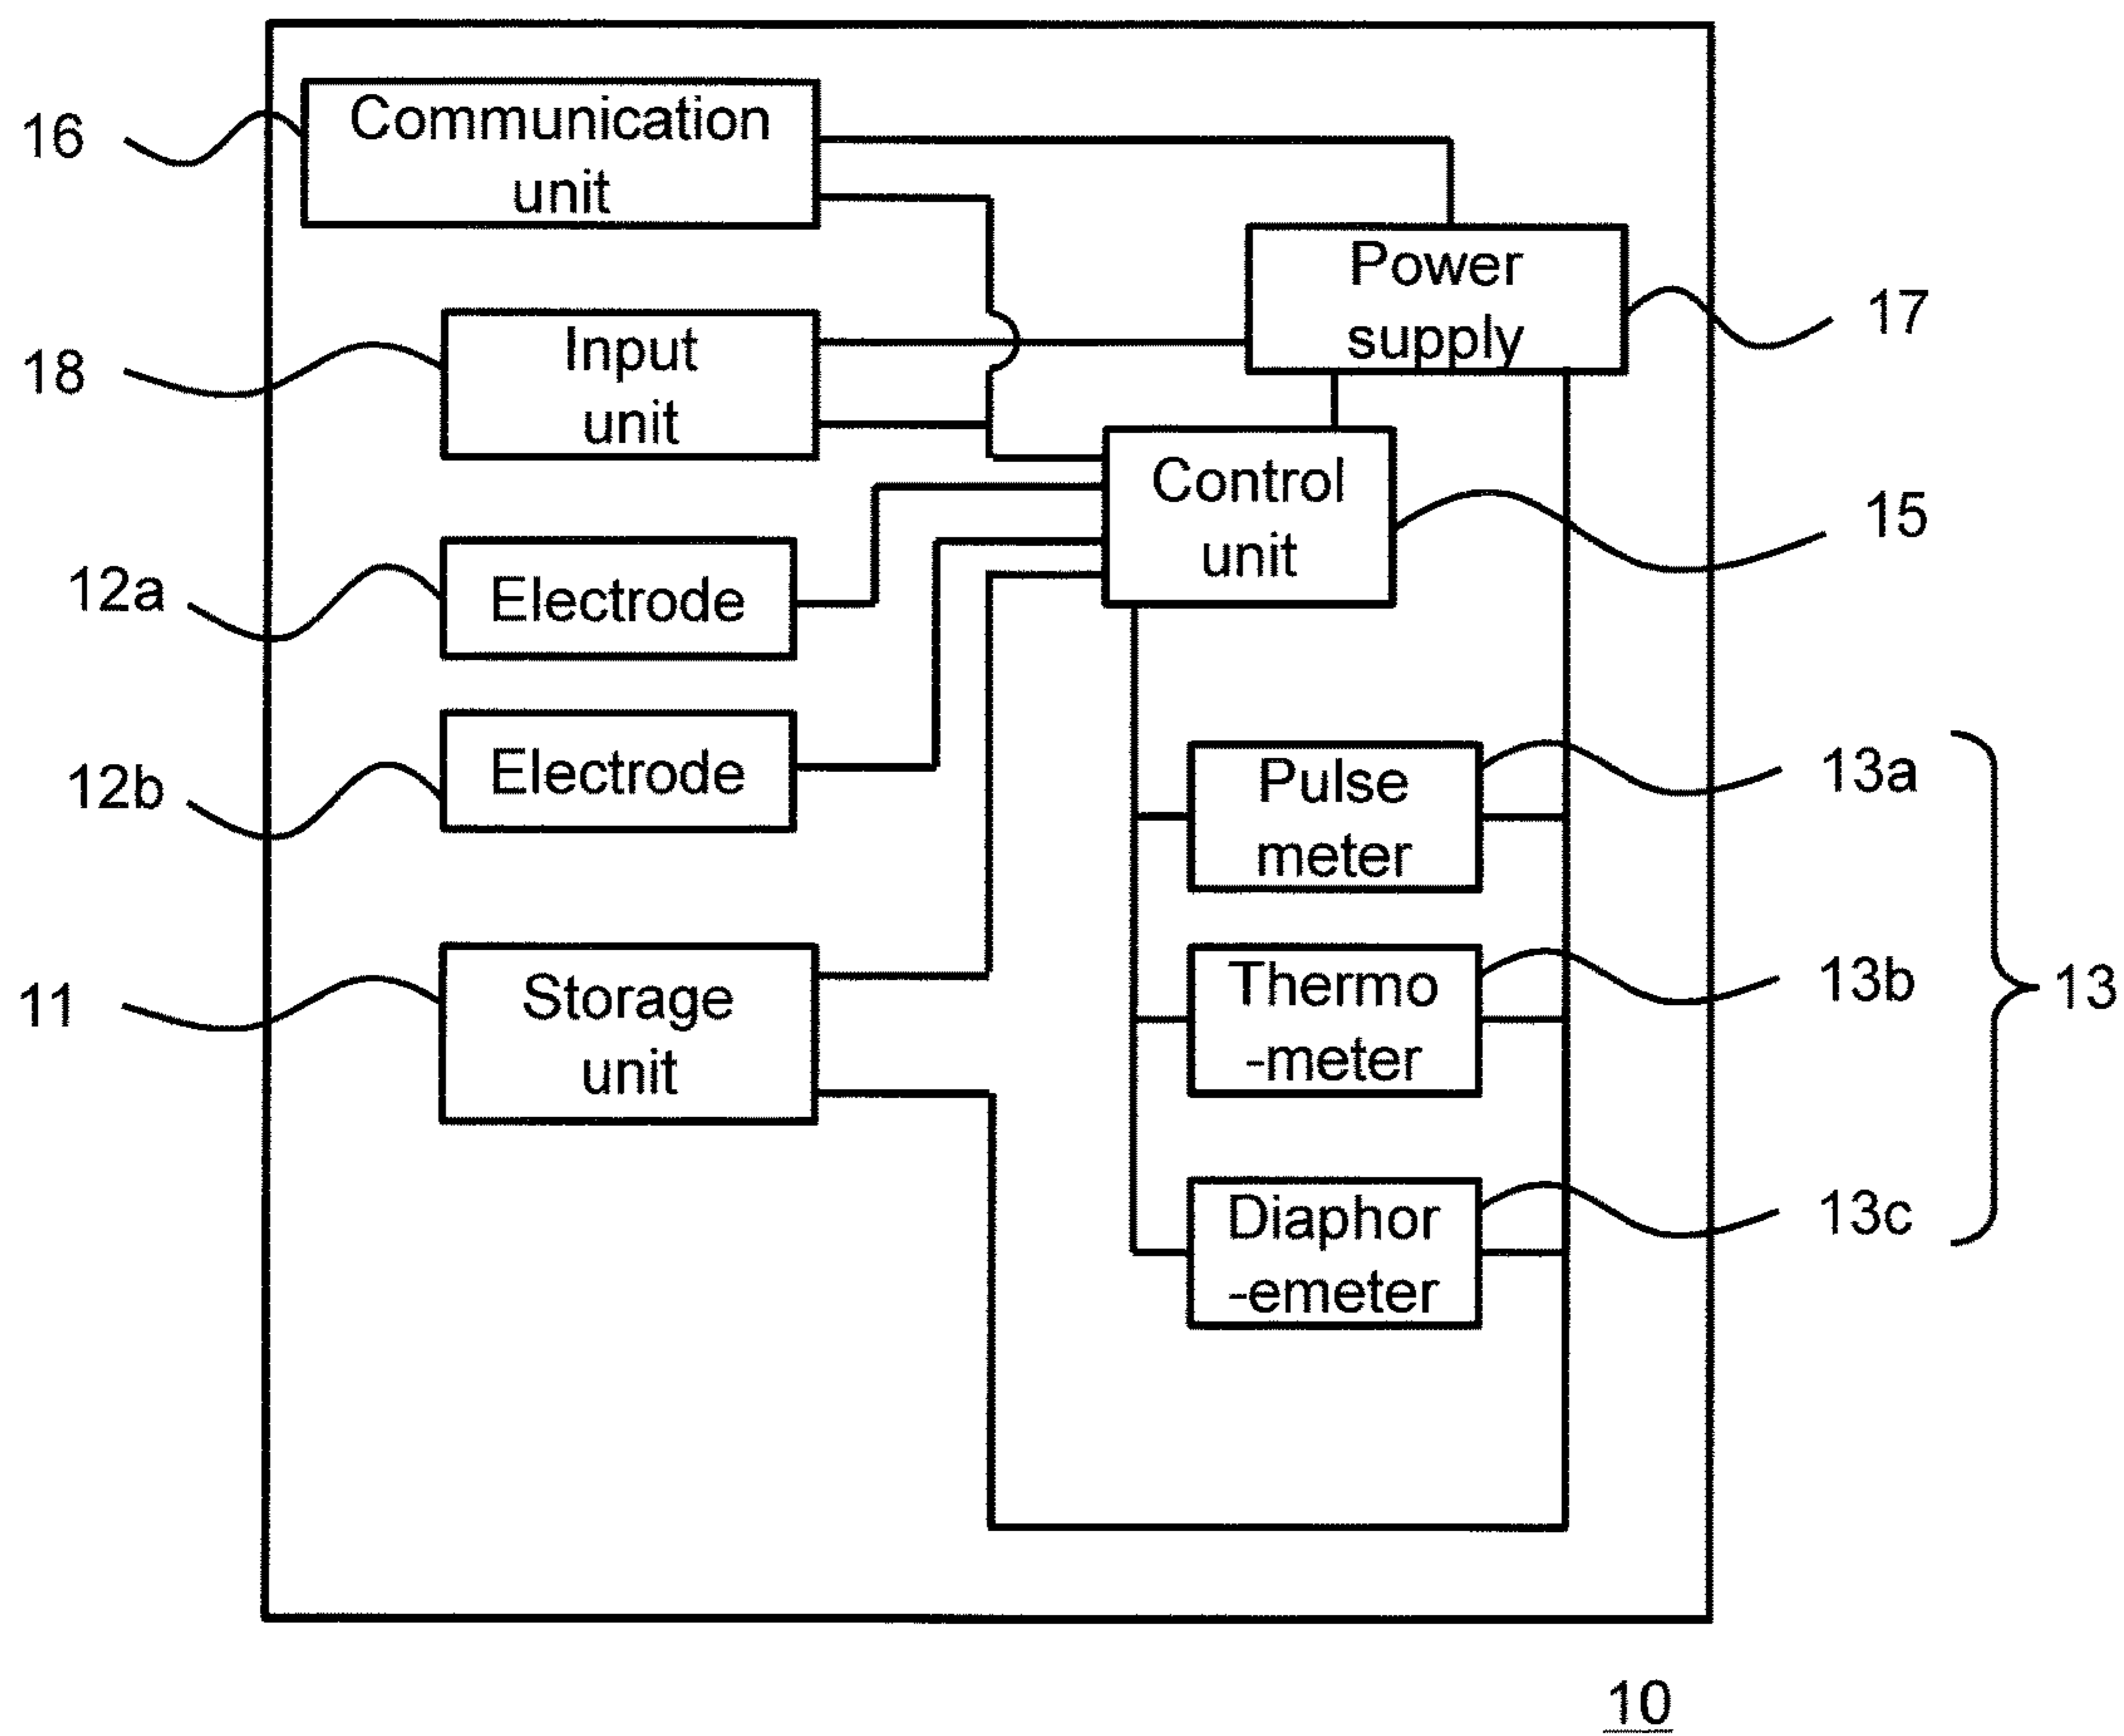 Communication
unit
16
Power
supply
17
Input
unit
18
Control
unit
15
Electrode
12a
Electrode
12b
Pulse
meter
13a
Storage
unit
11
Thermo
-meter
13b
13
Diaphor
-emeter
13c
10